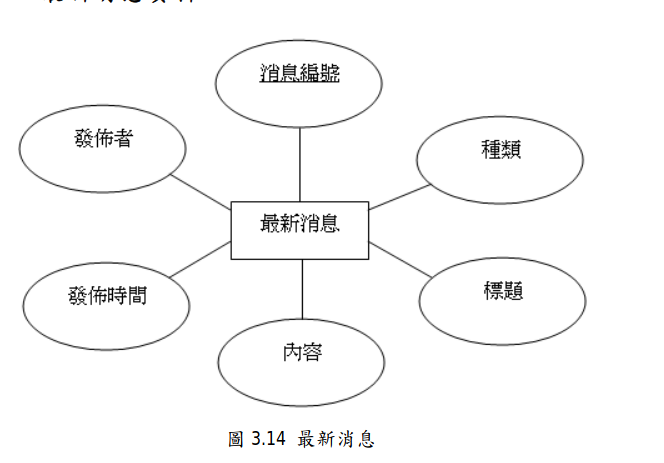 消息編號
發佈者
種類
最新消息
發佈時間
標題
內容
圖 3.14 最新消息